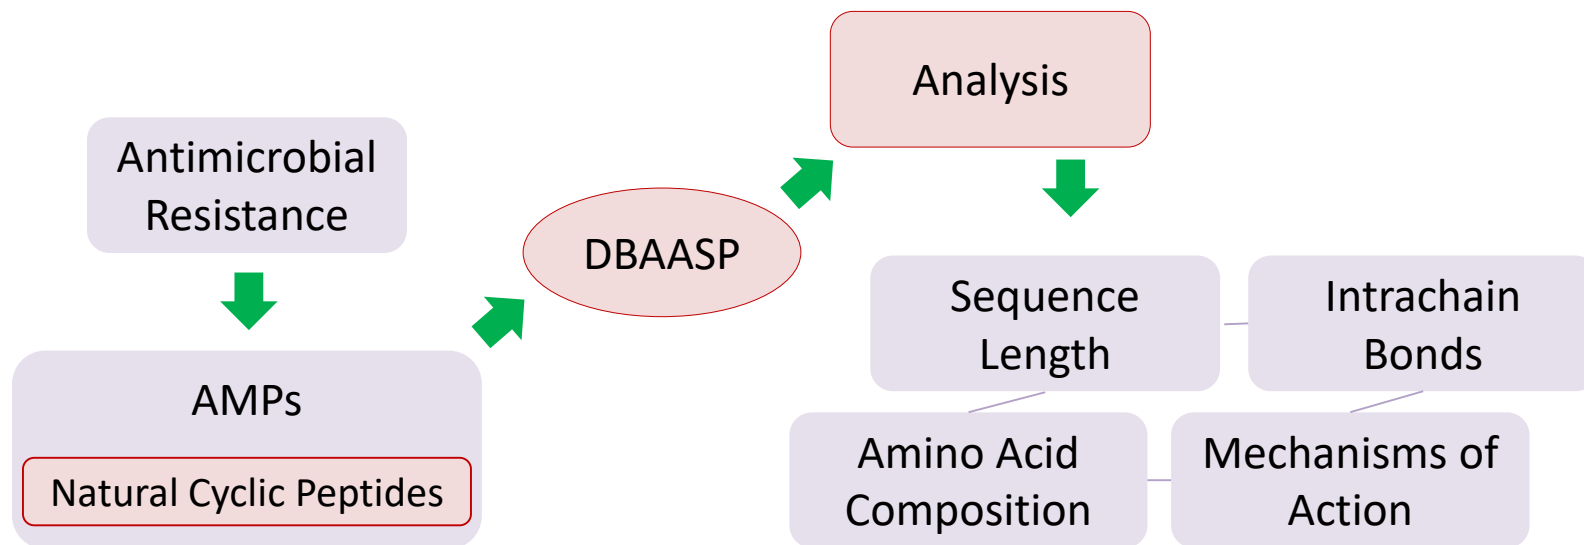 Antimicrobial
Resistance
AMPs
Natural Cyclic Peptides
DBAASP
Analysis
Sequence
Length
Intrachain
Bonds
Amino Acid
Composition
Mechanisms of
Action